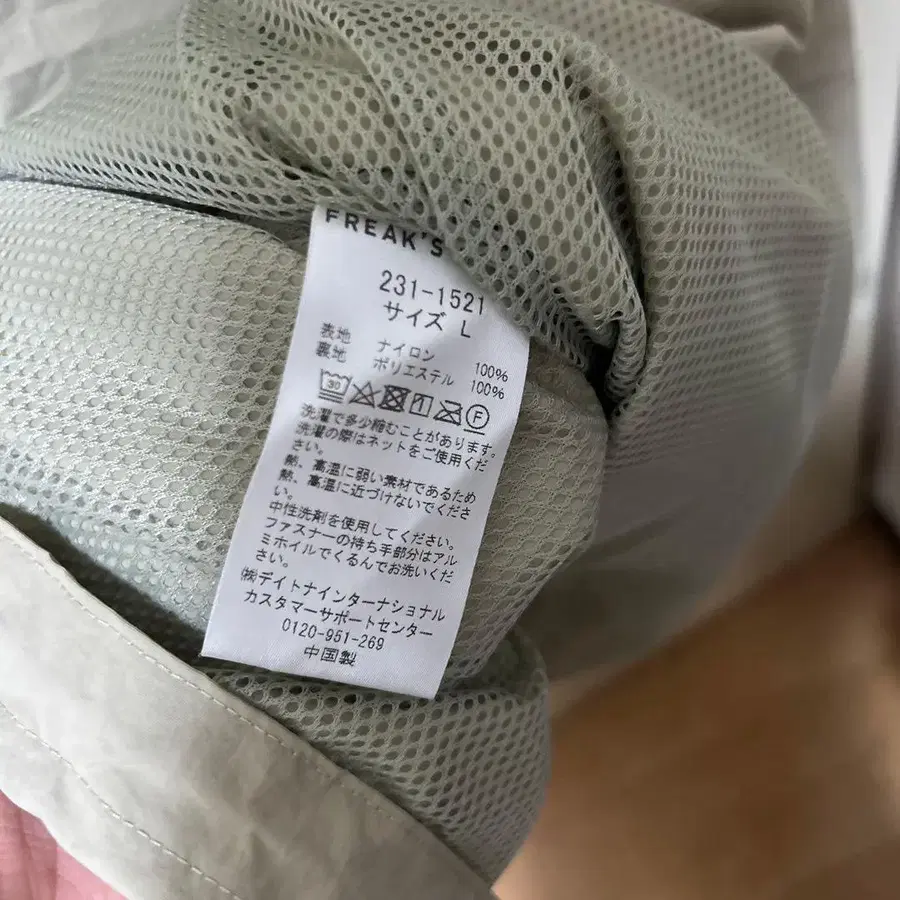 FREAK'S
231-1521
サイズ L
表地 ナイロン 100%
裏地 ポリエステル 100%
30 F
洗濯で多少縮むことがあります。
洗濯の際はネットをご使用くだ
さい。
熱、高温に弱い素材であるため
熱、高温に近づけないでくださ
い。
中性洗剤を使用してください。
ファスナーの持ち手部分はアル
ミホイルでくるんでお洗いくだ
さい。
㈱デイトナインターナショナル
カスタマーサポートセンター
0120-951-269
中国製